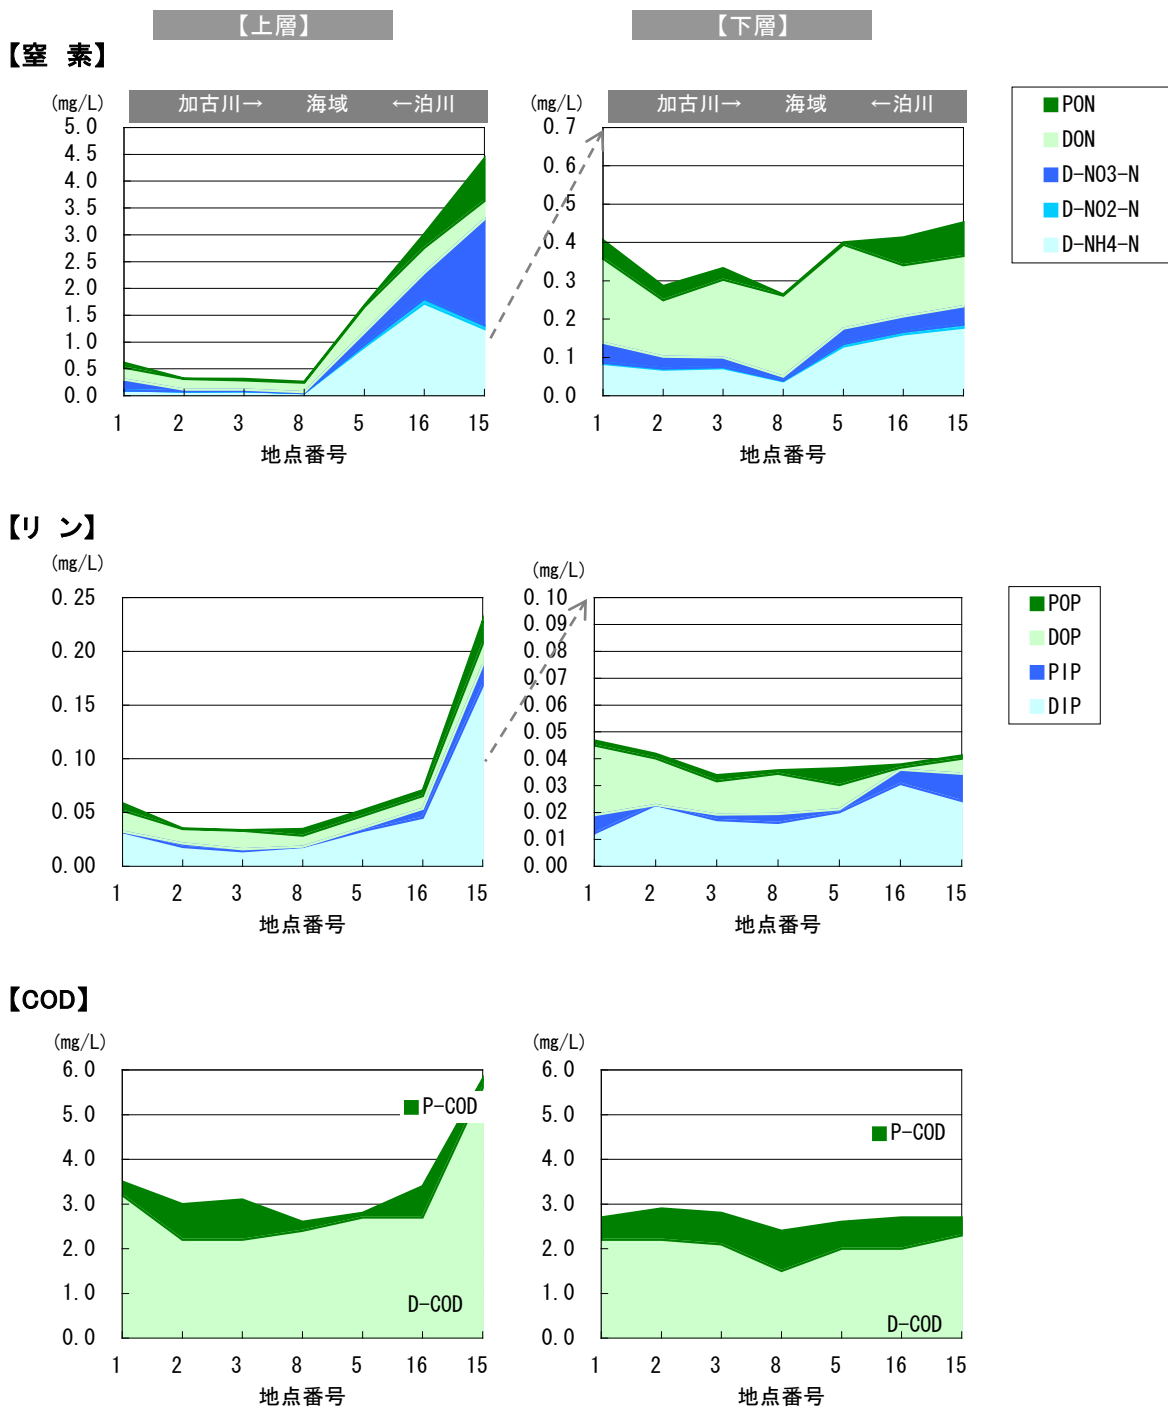 【上層】 【下層】
【窒 素】
(mg/L) 加古川→ 海域 ←泊川
5.0
4.5
4.0
3.5
3.0
2.5
2.0
1.5
1.0
0.5
0.0
1 2 3 8 5 16 15
地点番号
(mg/L) 加古川→ 海域 ←泊川
0.7
0.6
0.5
0.4
0.3
0.2
0.1
0.0
1 2 3 8 5 16 15
地点番号
PON
DON
D-NO3-N
D-NO2-N
D-NH4-N
【リ ン】
(mg/L)
0.25
0.20
0.15
0.10
0.05
0.00
1 2 3 8 5 16 15
地点番号
(mg/L)
0.10
0.09
0.08
0.07
0.06
0.05
0.04
0.03
0.02
0.01
0.00
1 2 3 8 5 16 15
地点番号
POP
DOP
PIP
DIP
【COD】
(mg/L)
6.0
5.0
4.0
3.0
2.0
1.0
0.0
P-COD
D-COD
1 2 3 8 5 16 15
地点番号
(mg/L)
6.0
5.0
4.0
3.0
2.0
1.0
0.0
P-COD
D-COD
1 2 3 8 5 16 15
地点番号